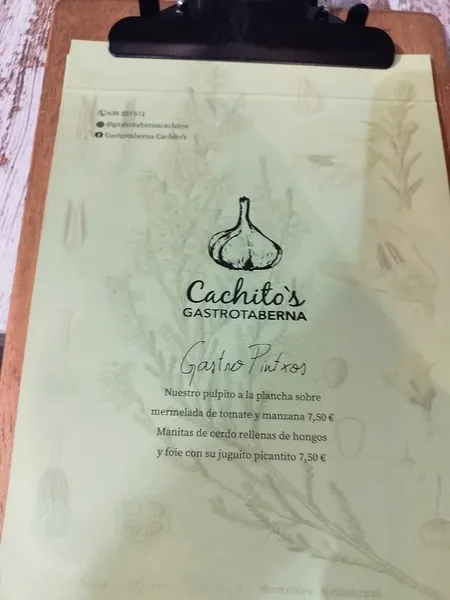 @gastrotabernacachitos
Gastrotaberna Cachito's
Cachito`s
GASTROTABERNA
Gastro Pintxos
Nuestro pulpito a la plancha sobre
mermelada de tomate y manzana 7,50 €
Manitas de cerdo rellenas de hongos
y foie con su juguito picantito 7,50 €